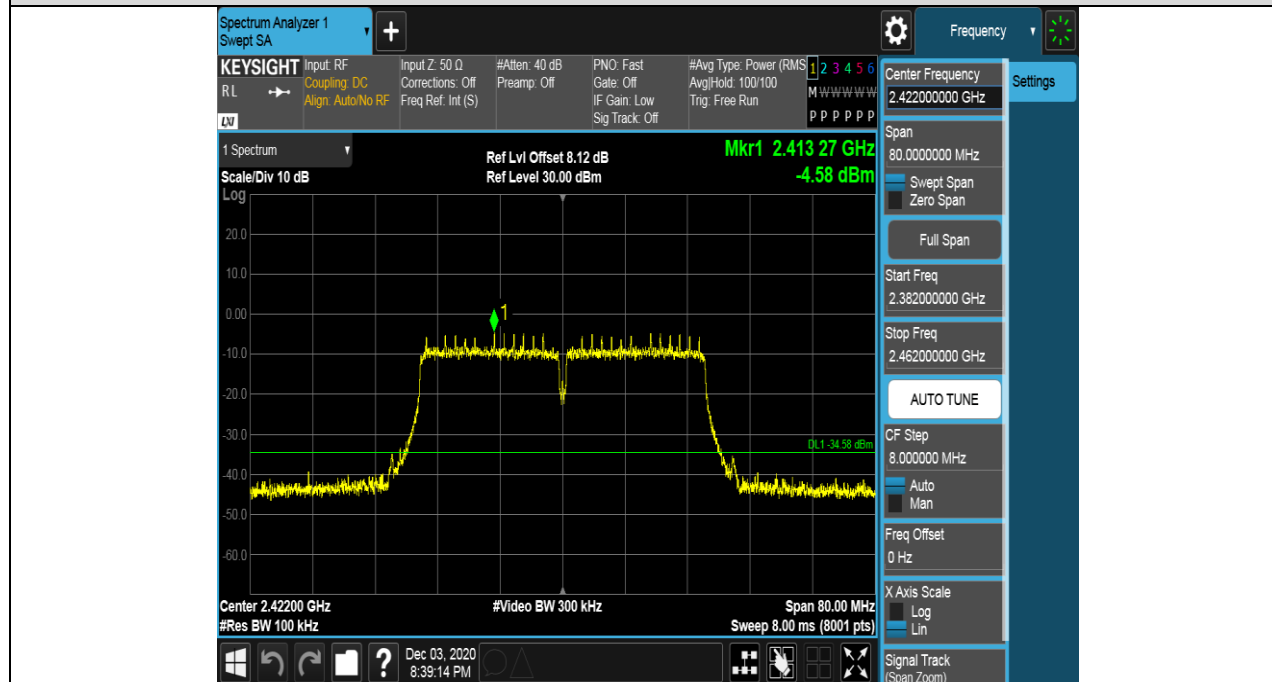 Spectrum Analyzer 1
Swept SA
+
Frequency
KEYSIGHT
RL
LXI
Input: RF
Coupling: DC
Align: Auto/No RF
Input Z: 50 Ω
Corrections: Off
Freq Ref: Int (S)
#Atten: 40 dB
Preamp: Off
PNO: Fast
Gate: Off
IF Gain: Low
Sig Track: Off
#Avg Type: Power (RMS
Avg|Hold: 100/100
Trig: Free Run
1 2 3 4 5 6
M W W W W W
P P P P P P
1 Spectrum
Scale/Div 10 dB
Ref Lvl Offset 8.12 dB
Ref Level 30.00 dBm
Mkr1 2.413 27 GHz
-4.58 dBm
Log
20.0
10.0
0.00
-10.0
-20.0
-30.0
-40.0
-50.0
-60.0
1
DL1 -34.58 dBm
Center 2.42200 GHz
#Res BW 100 kHz
#Video BW 300 kHz
Span 80.00 MHz
Sweep 8.00 ms (8001 pts)
Center Frequency
2.422000000 GHz
Settings
Span
80.0000000 MHz
Swept Span
Zero Span
Full Span
Start Freq
2.382000000 GHz
Stop Freq
2.462000000 GHz
AUTO TUNE
CF Step
8.000000 MHz
Auto
Man
Freq Offset
0 Hz
X Axis Scale
Log
Lin
Signal Track
(Span Zoom)
?
Dec 03, 2020
8:39:14 PM